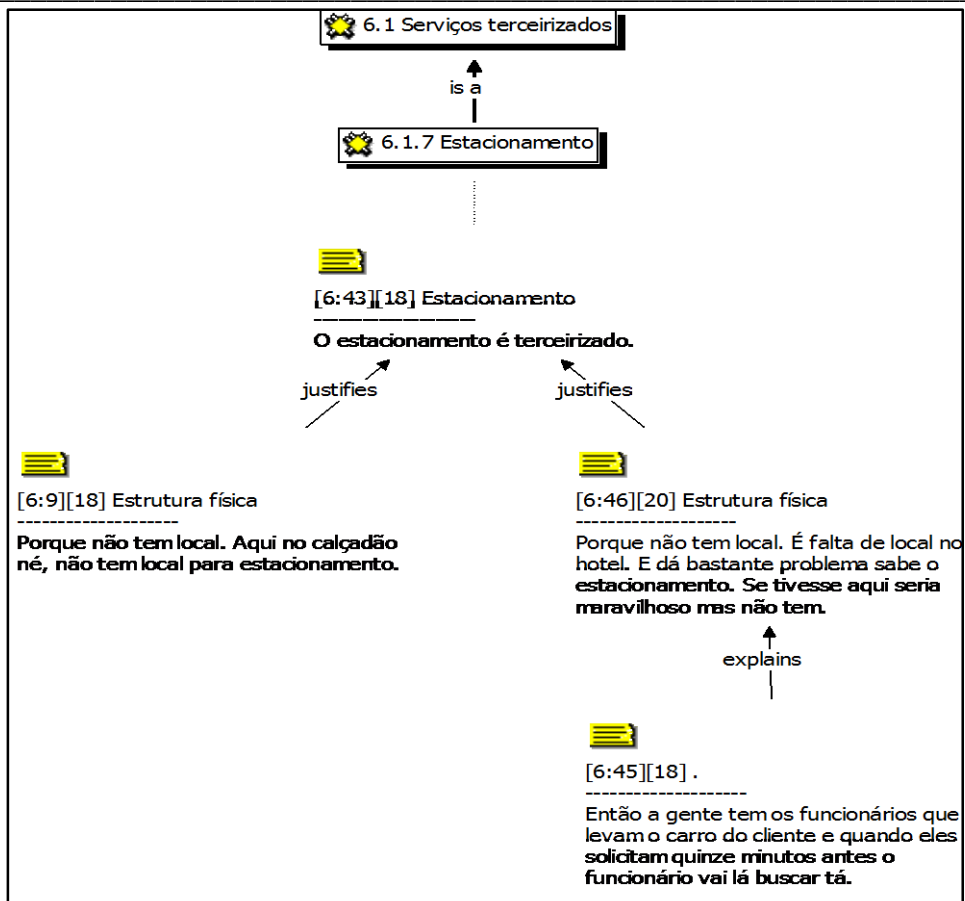 6.1 Serviços terceirizados
is a
6.1.7 Estacionamento
[6:43][18] Estacionamento
--------------------
O estacionamento é terceirizado.
justifies
justifies
[6:9][18] Estrutura física
--------------------
Porque não tem local. Aqui no calçadão
né, não tem local para estacionamento.
[6:46][20] Estrutura física
--------------------
Porque não tem local. É falta de local no
hotel. E dá bastante problema sabe o
estacionamento. Se tivesse aqui seria
maravilhoso mas não tem.
explains
[6:45][18] .
--------------------
Então a gente tem os funcionários que
levam o carro do cliente e quando eles
solicitam quinze minutos antes o
funcionário vai lá buscar tá.